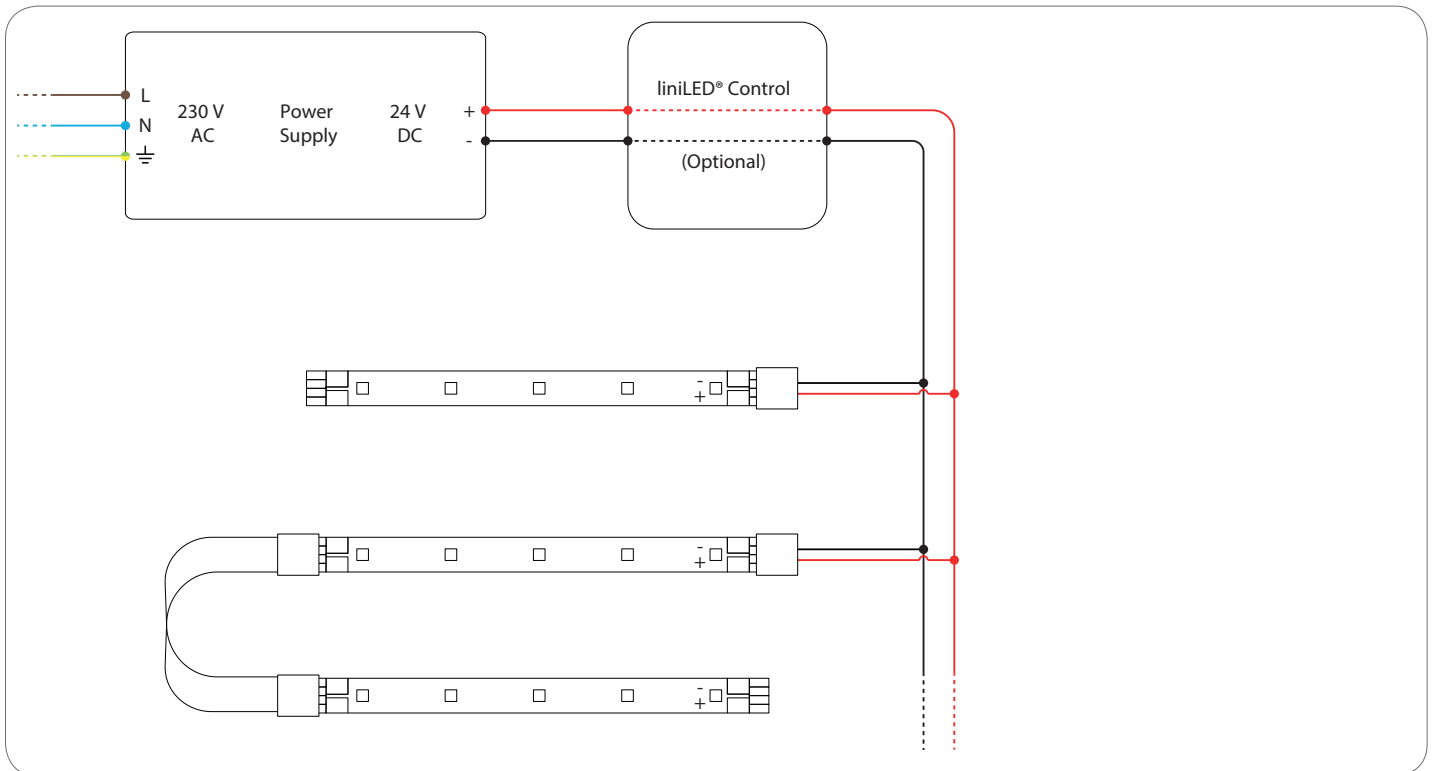 L
N
230 V
AC
Power
Supply
24 V
DC
+
-
liniLED® Control
(Optional)
-
+
-
+
-
+